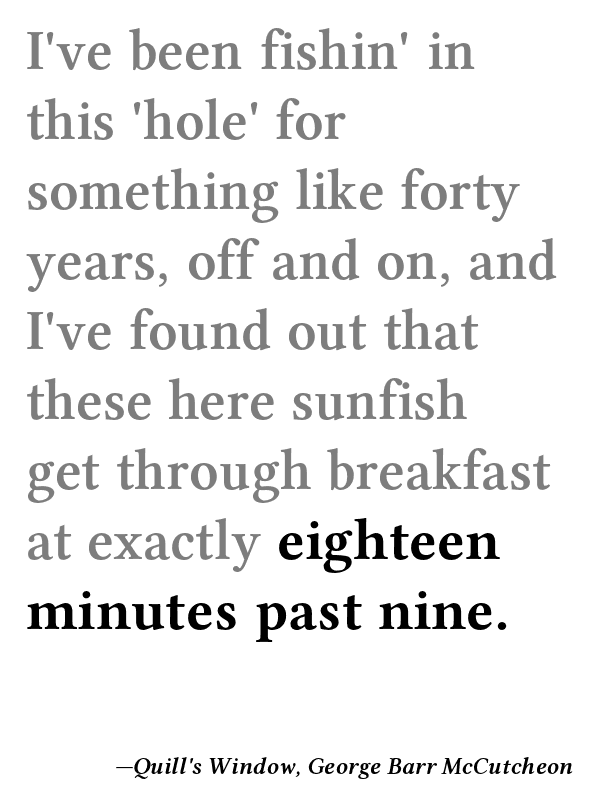 I've been fishin' in
this 'hole' for
something like forty
years, off and on, and
I've found out that
these here sunfish
get through breakfast
at exactly eighteen
minutes past nine.
—Quill's Window, George Barr McCutcheon